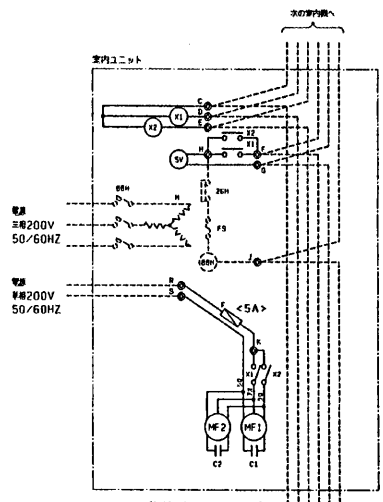 次の室内機へ
室内ユニット
C
D
X1
E
X2
X2
X1
H
F
SV
G
26H
88H
H
電源
三相200V
50/60HZ
FS
88H
J
電源
単相200V
50/60HZ
R
S
F
<5A>
K
X1
X2
MF2
MF1
C2
C1